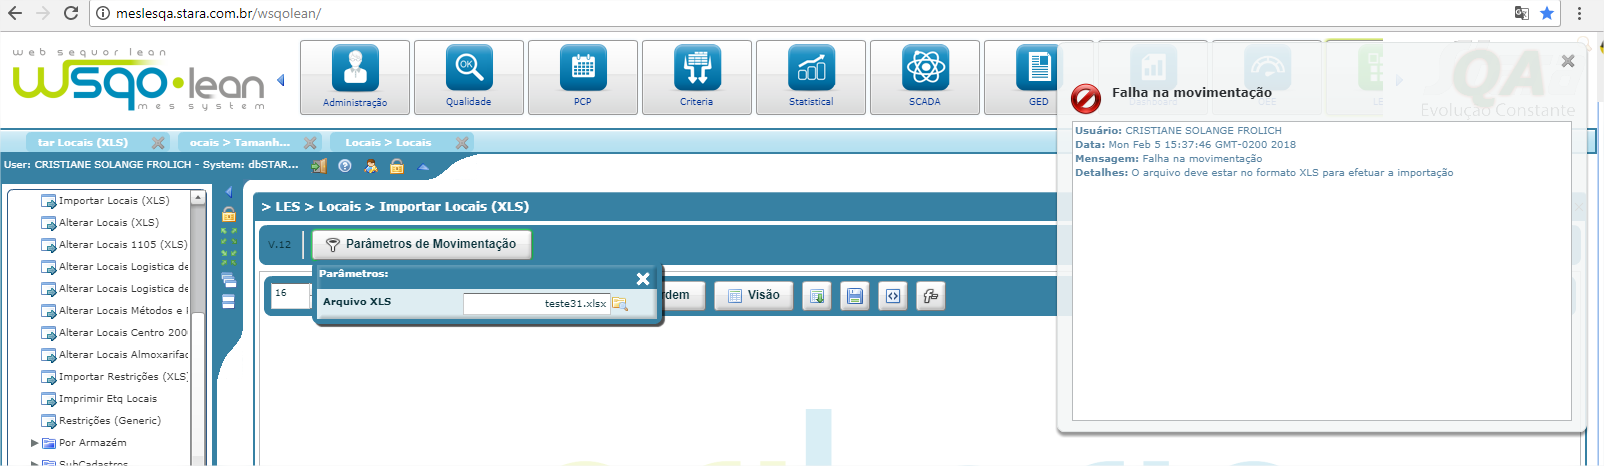 meslesqa.stara.com.br/wsqolean/
web sequor lean
wsqo•lean
mes system
Administração
Qualidade
PCP
Criteria
Statistical
SCADA
GED
Dashboard
OEE
QA
Evolução Constante
Falha na movimentação
Usuário: CRISTIANE SOLANGE FROLICH
Data: Mon Feb 5 15:37:46 GMT-0200 2018
Mensagem: Falha na movimentação
Detalhes: O arquivo deve estar no formato XLS para efetuar a importação
tar Locais (XLS)
ocais > Tamanh...
Locais > Locais
User: CRISTIANE SOLANGE FROLICH - System: dbSTAR...
Importar Locais (XLS)
Alterar Locais (XLS)
Alterar Locais 1105 (XLS)
Alterar Locais Logistica de
Alterar Locais Logistica de
Alterar Locais Métodos e P
Alterar Locais Centro 200
Alterar Locais Almoxarifad
Importar Restrições (XLS)
Imprimir Etq Locais
Restrições (Generic)
Por Armazém
SubCadastros
> LES > Locais > Importar Locais (XLS)
V.12
Parâmetros de Movimentação
Parâmetros:
Arquivo XLS
teste31.xlsx
16
rdem
Visão